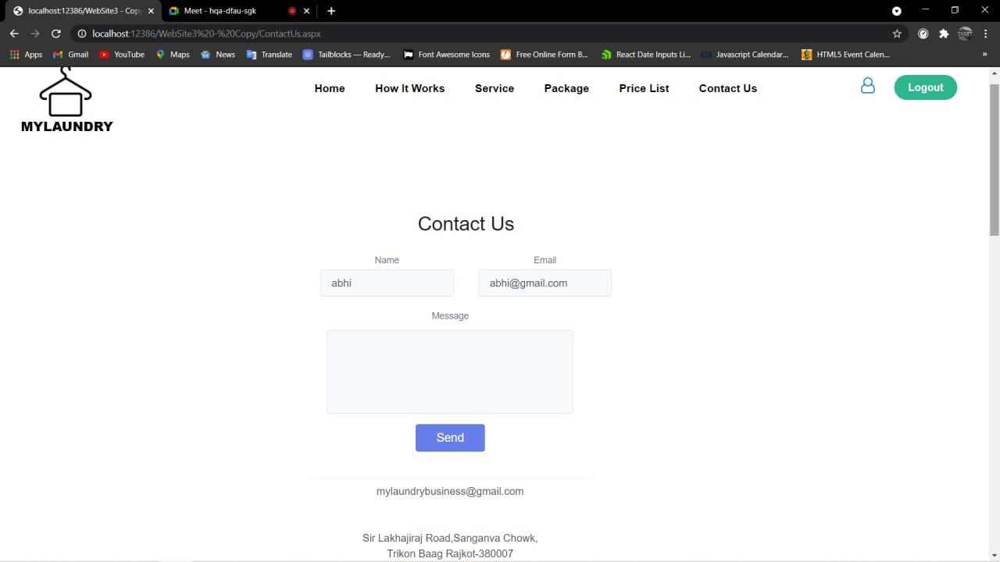 localhost:12386/WebSite3 - Cop
Meet - hqa-dfau-sgk
localhost:12386/WebSite3%20-%20Copy/ContactUs.aspx
Apps Gmail YouTube Maps News Translate Tailblocks — Ready... Font Awesome Icons Free Online Form B... React Date Inputs Li... Javascript Calendar... HTML5 Event Calen... »
MYLAUNDRY
Home How It Works Service Package Price List Contact Us Logout
Contact Us
Name Email
abhi abhi@gmail.com
Message
Send
mylaundrybusiness@gmail.com
Sir Lakhajiraj Road,Sanganva Chowk,
Trikon Baag Rajkot-380007